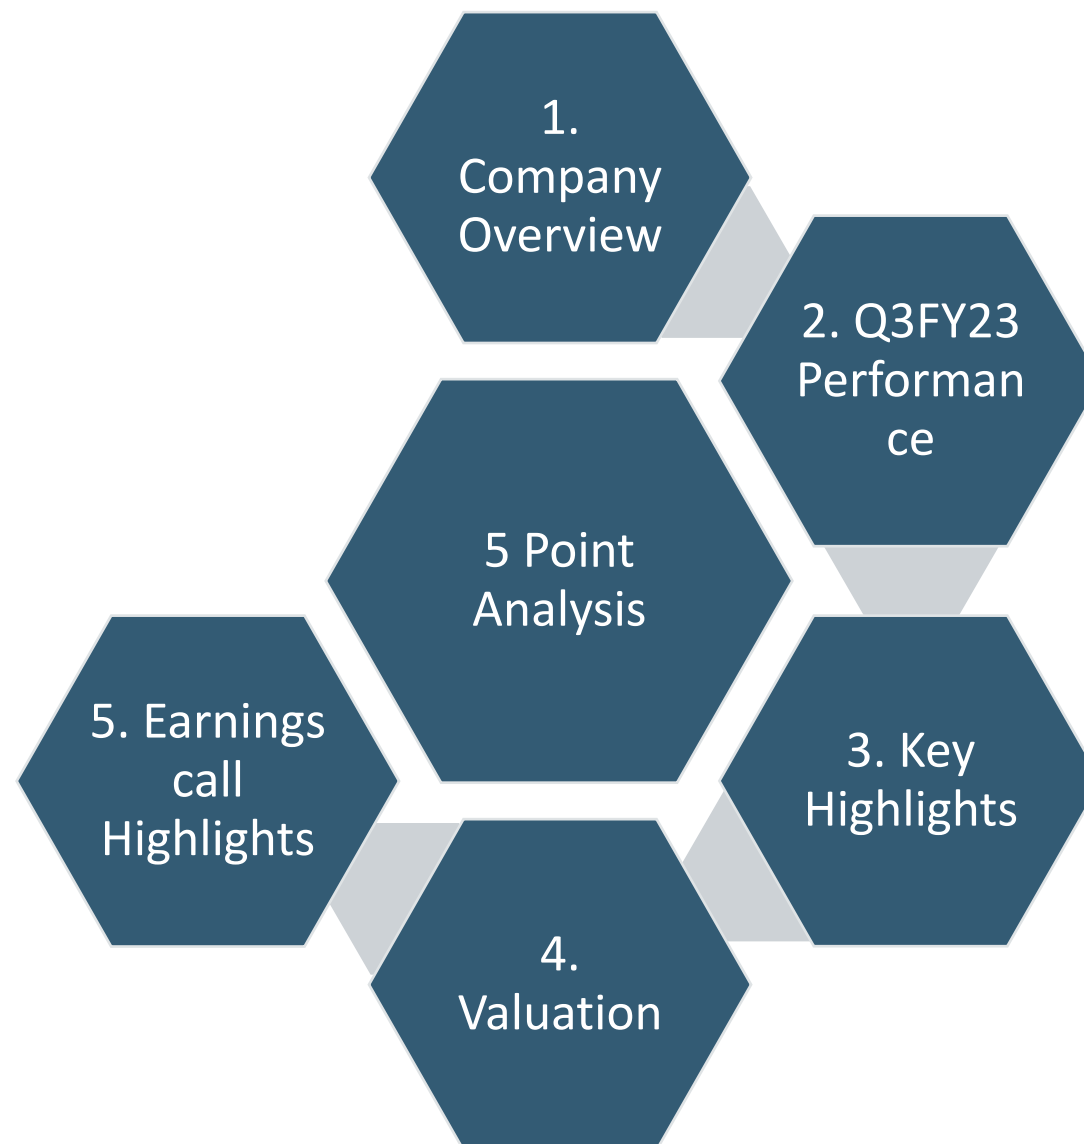 1.
Company
Overview
2. Q3FY23
Performan
ce
5 Point
Analysis
3. Key
Highlights
4.
Valuation
5. Earnings
call
Highlights